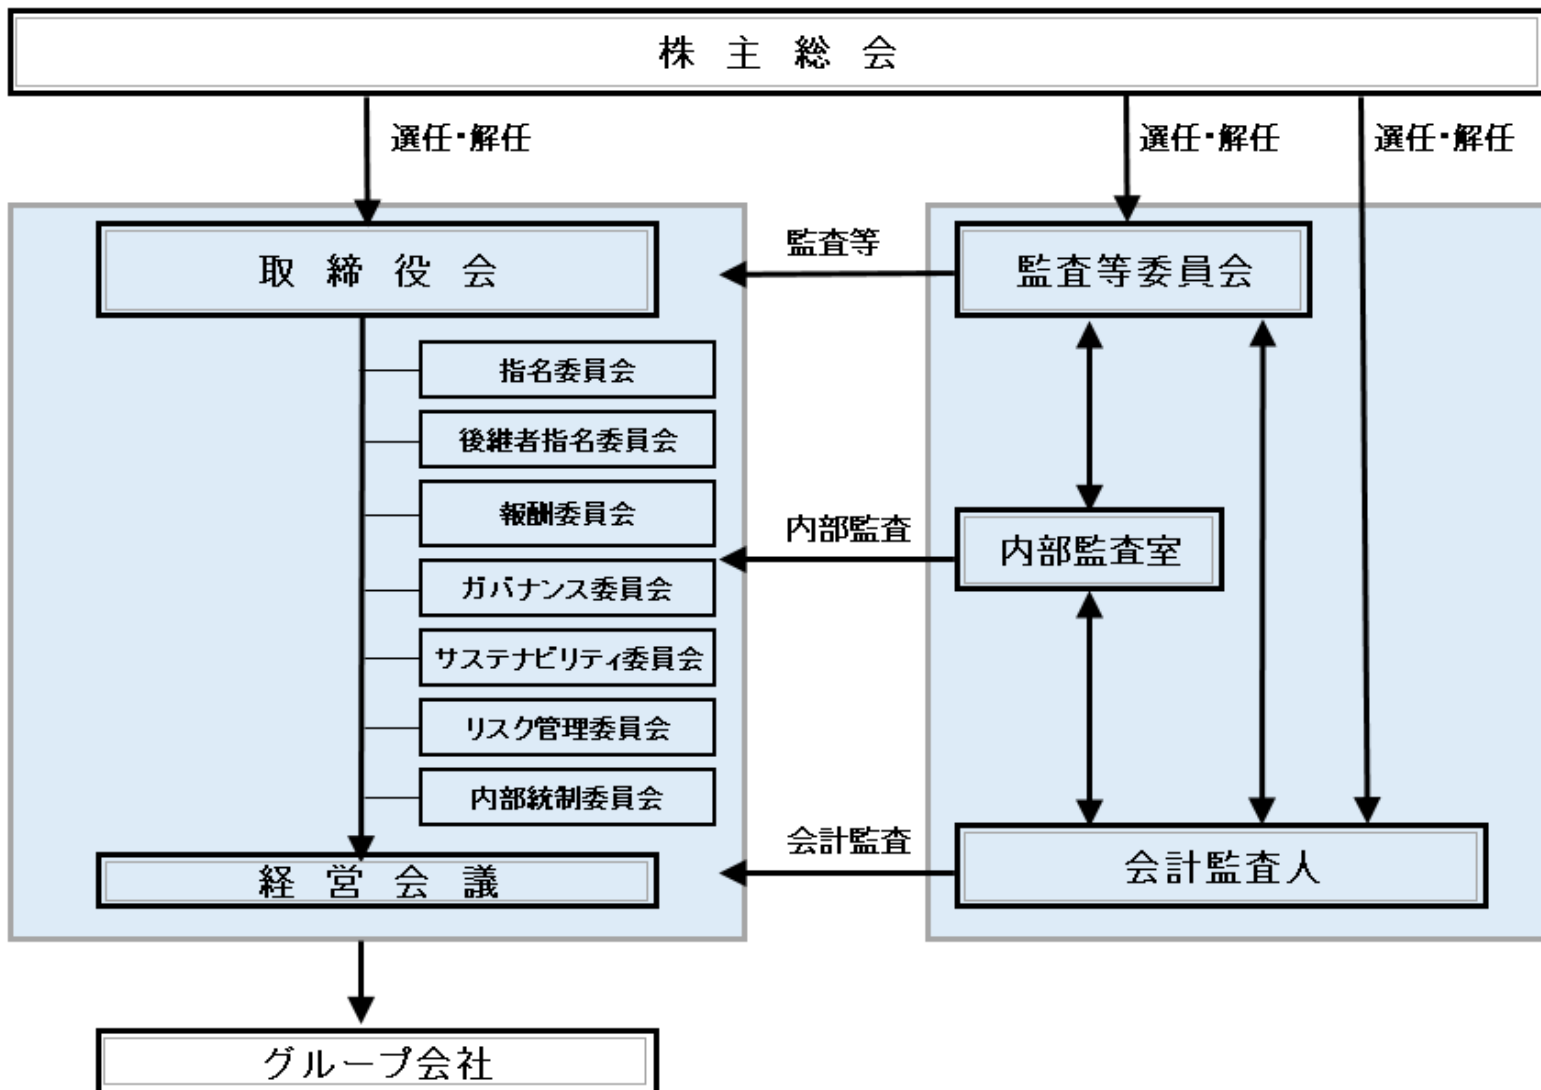 株主総会
選任・解任
選任・解任
選任・解任
取締役会
監査等
監査等委員会
指名委員会
後継者指名委員会
報酬委員会
内部監査
内部監査室
ガバナンス委員会
サステナビリティ委員会
リスク管理委員会
内部統制委員会
会計監査
会計監査人
経営会議
グループ会社